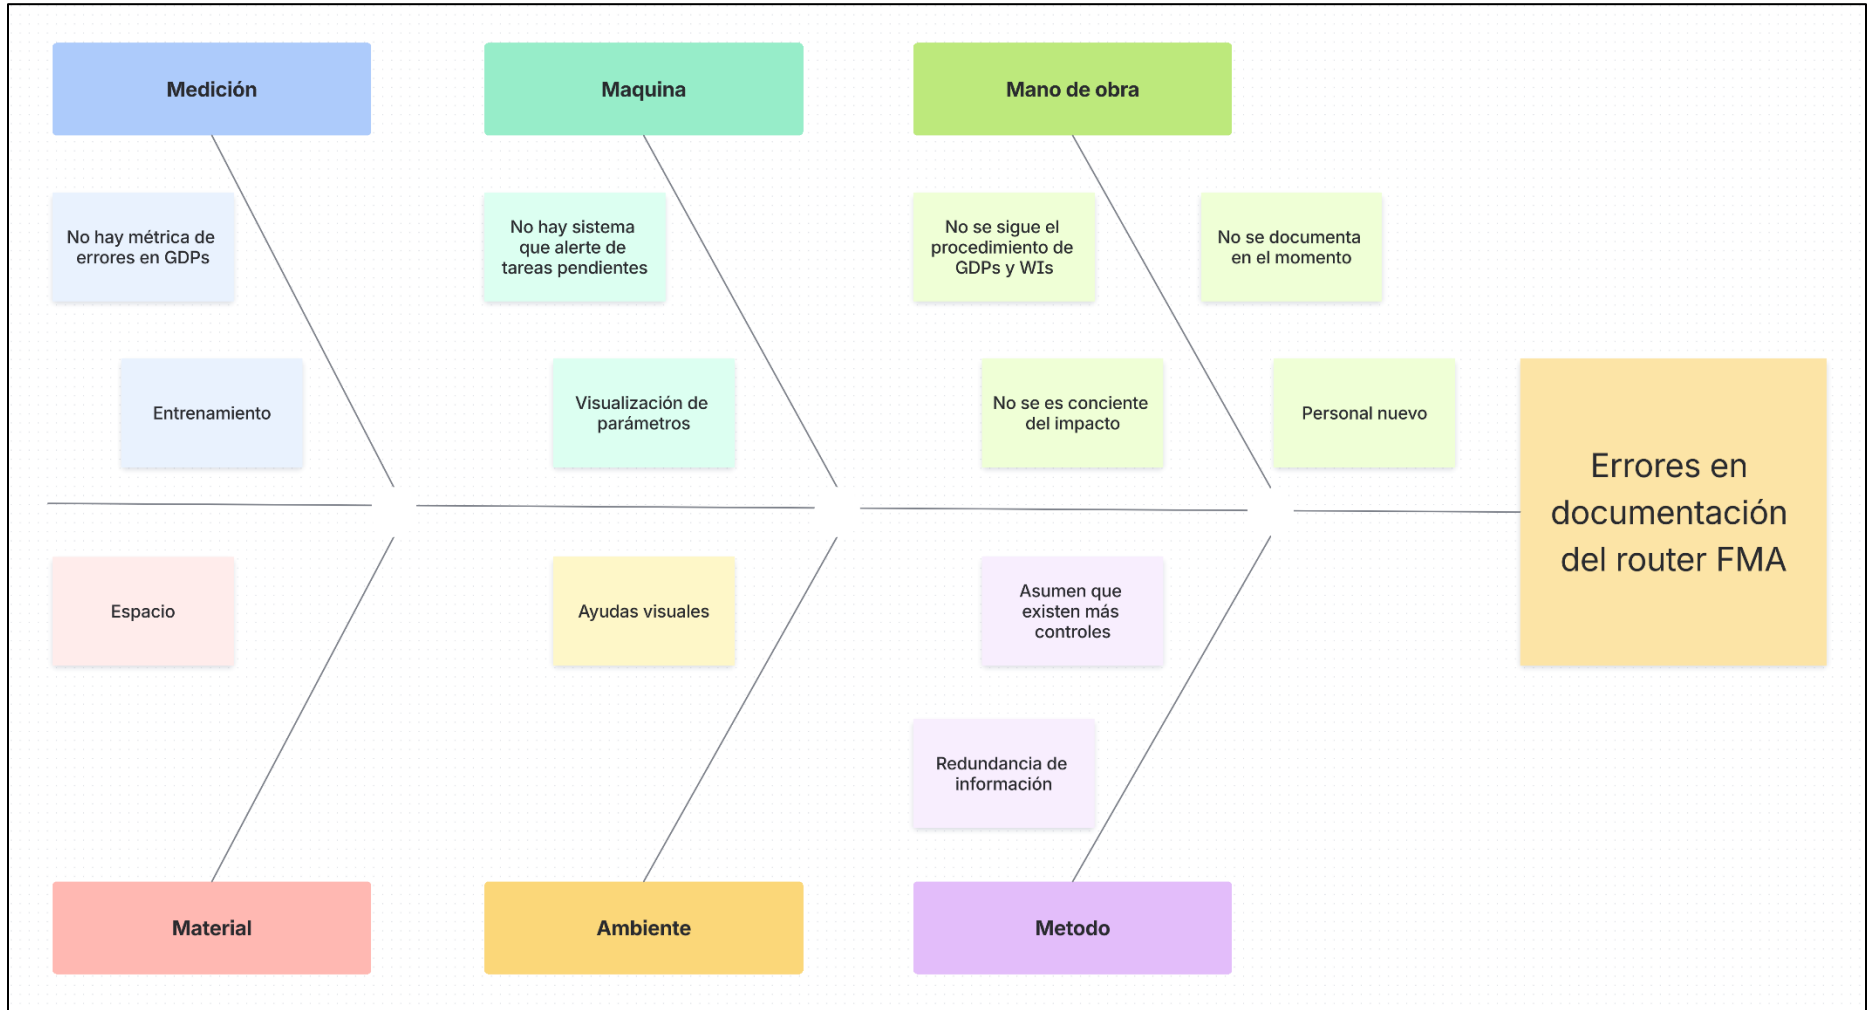 Medición
Maquina
Mano de obra
No hay métrica de
errores en GDPs
No hay sistema
que alerte de
tareas pendientes
No se sigue el
procedimiento de
GDPs y WIs
No se documenta
en el momento
Entrenamiento
Visualización de
parámetros
No se es conciente
del impacto
Personal nuevo
Errores en
documentación
del router FMA
Espacio
Ayudas visuales
Asumen que
existen más
controles
Redundancia de
información
Material
Ambiente
Metodo